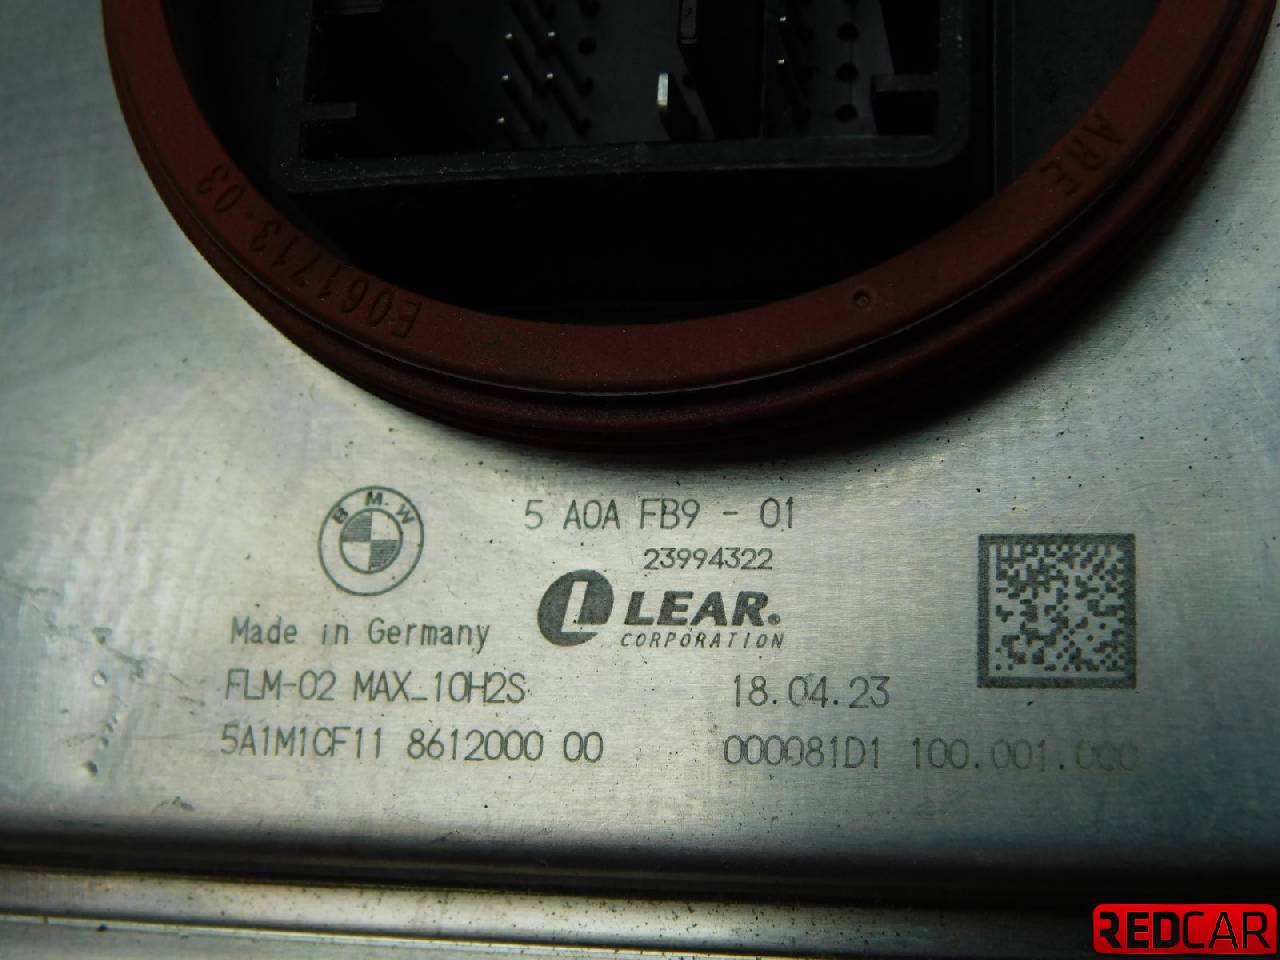 ARE
E061713-03
BMW
5 A0A FB9 - 01
23994322
L LEAR.
CORPORATION
Made in Germany
FLM-02 MAX_10H2S
18.04.23
5A1M1CF11 8612000 00
000081D1 100.001.000
REDCAR